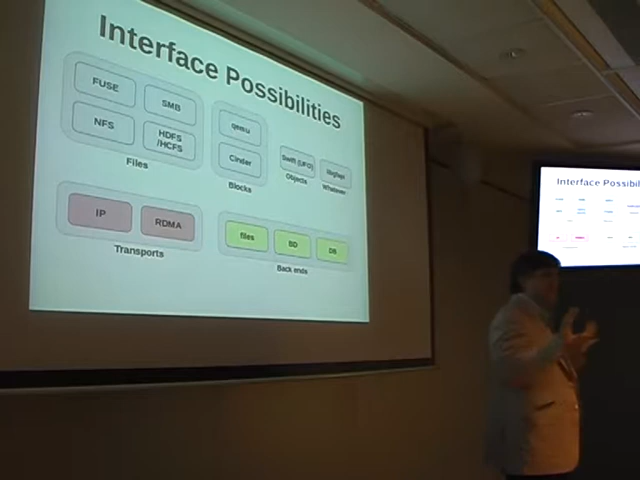 Interface Possibilities
FUSE
SMB
NFS
HDFS
/HCFS
Files
qemu
Cinder
Blocks
Swift (UFO)
Objects
libgfapi
Whatever
IP
RDMA
Transports
files
BD
DB
Back ends
Interface Possibil